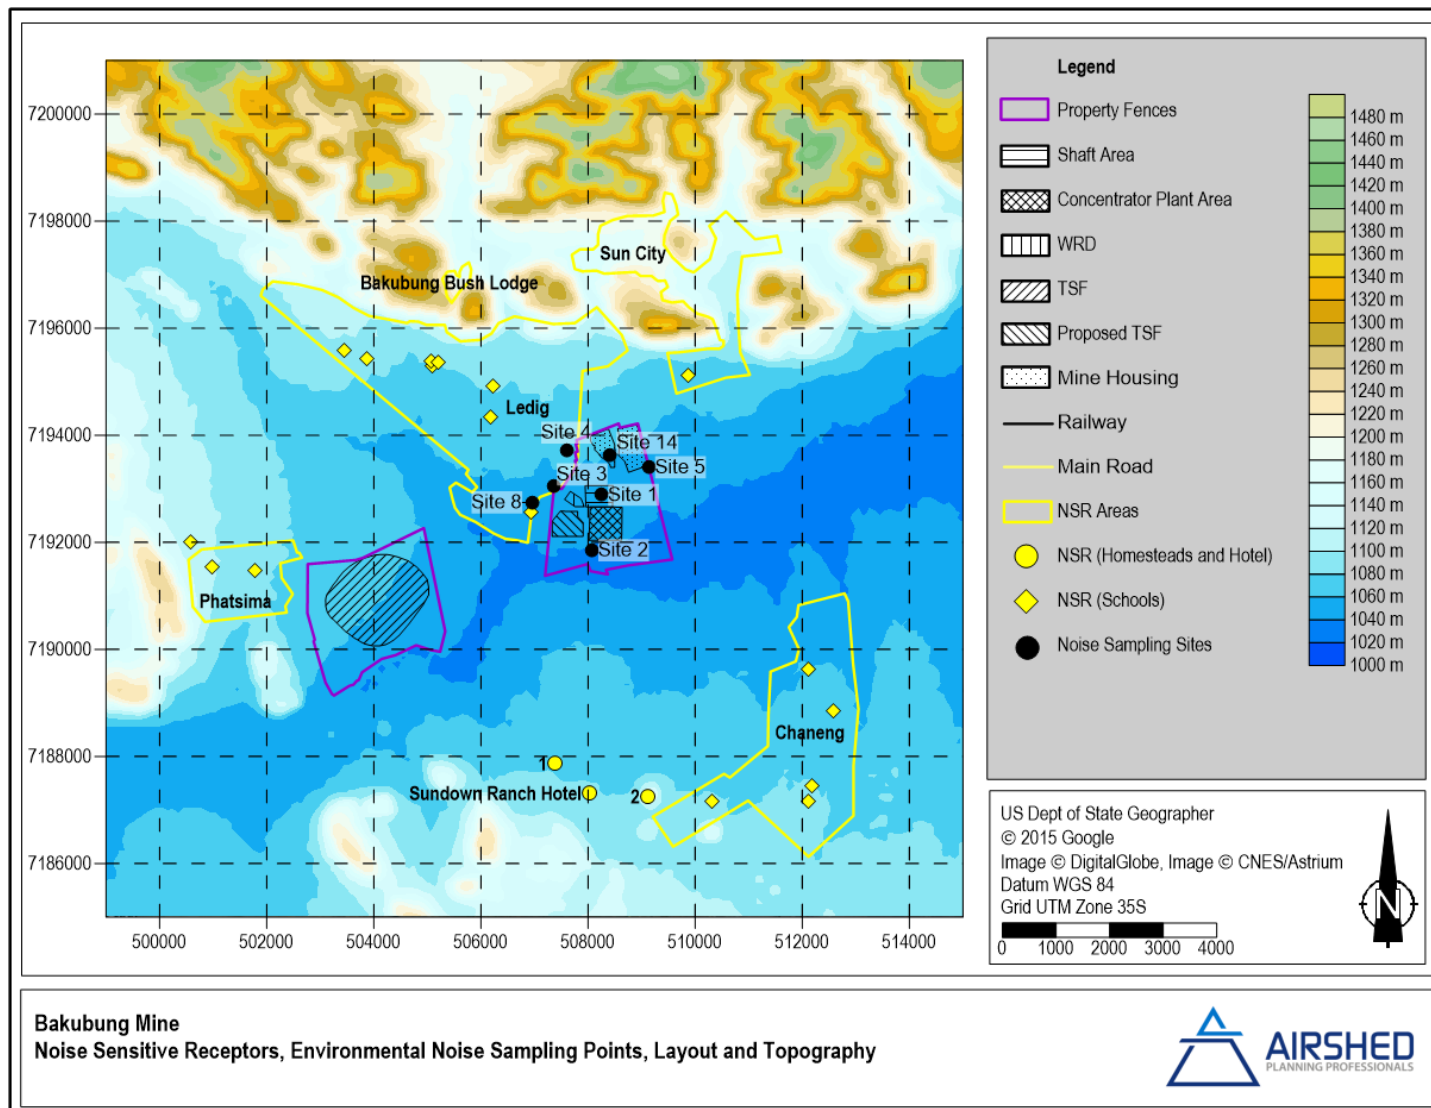 7200000
7198000
7196000
7194000
7192000
7190000
7188000
7186000
500000
502000
504000
506000
508000
510000
512000
514000
Sun City
Bakubung Bush Lodge
Ledig
Site 4
Site 14
Site 3
Site 5
Site 8
Site 1
Site 2
Phatsima
Chaneng
1
Sundown Ranch Hotel
2
Legend
Property Fences
Shaft Area
Concentrator Plant Area
WRD
TSF
Proposed TSF
Mine Housing
Railway
Main Road
NSR Areas
NSR (Homesteads and Hotel)
NSR (Schools)
Noise Sampling Sites
1480 m
1460 m
1440 m
1420 m
1400 m
1380 m
1360 m
1340 m
1320 m
1300 m
1280 m
1260 m
1240 m
1220 m
1200 m
1180 m
1160 m
1140 m
1120 m
1100 m
1080 m
1060 m
1040 m
1020 m
1000 m
US Dept of State Geographer
© 2015 Google
Image © DigitalGlobe, Image © CNES/Astrium
Datum WGS 84
Grid UTM Zone 35S
0 1000 2000 3000 4000
N
Bakubung Mine
Noise Sensitive Receptors, Environmental Noise Sampling Points, Layout and Topography
AIRSHED
PLANNING PROFESSIONALS